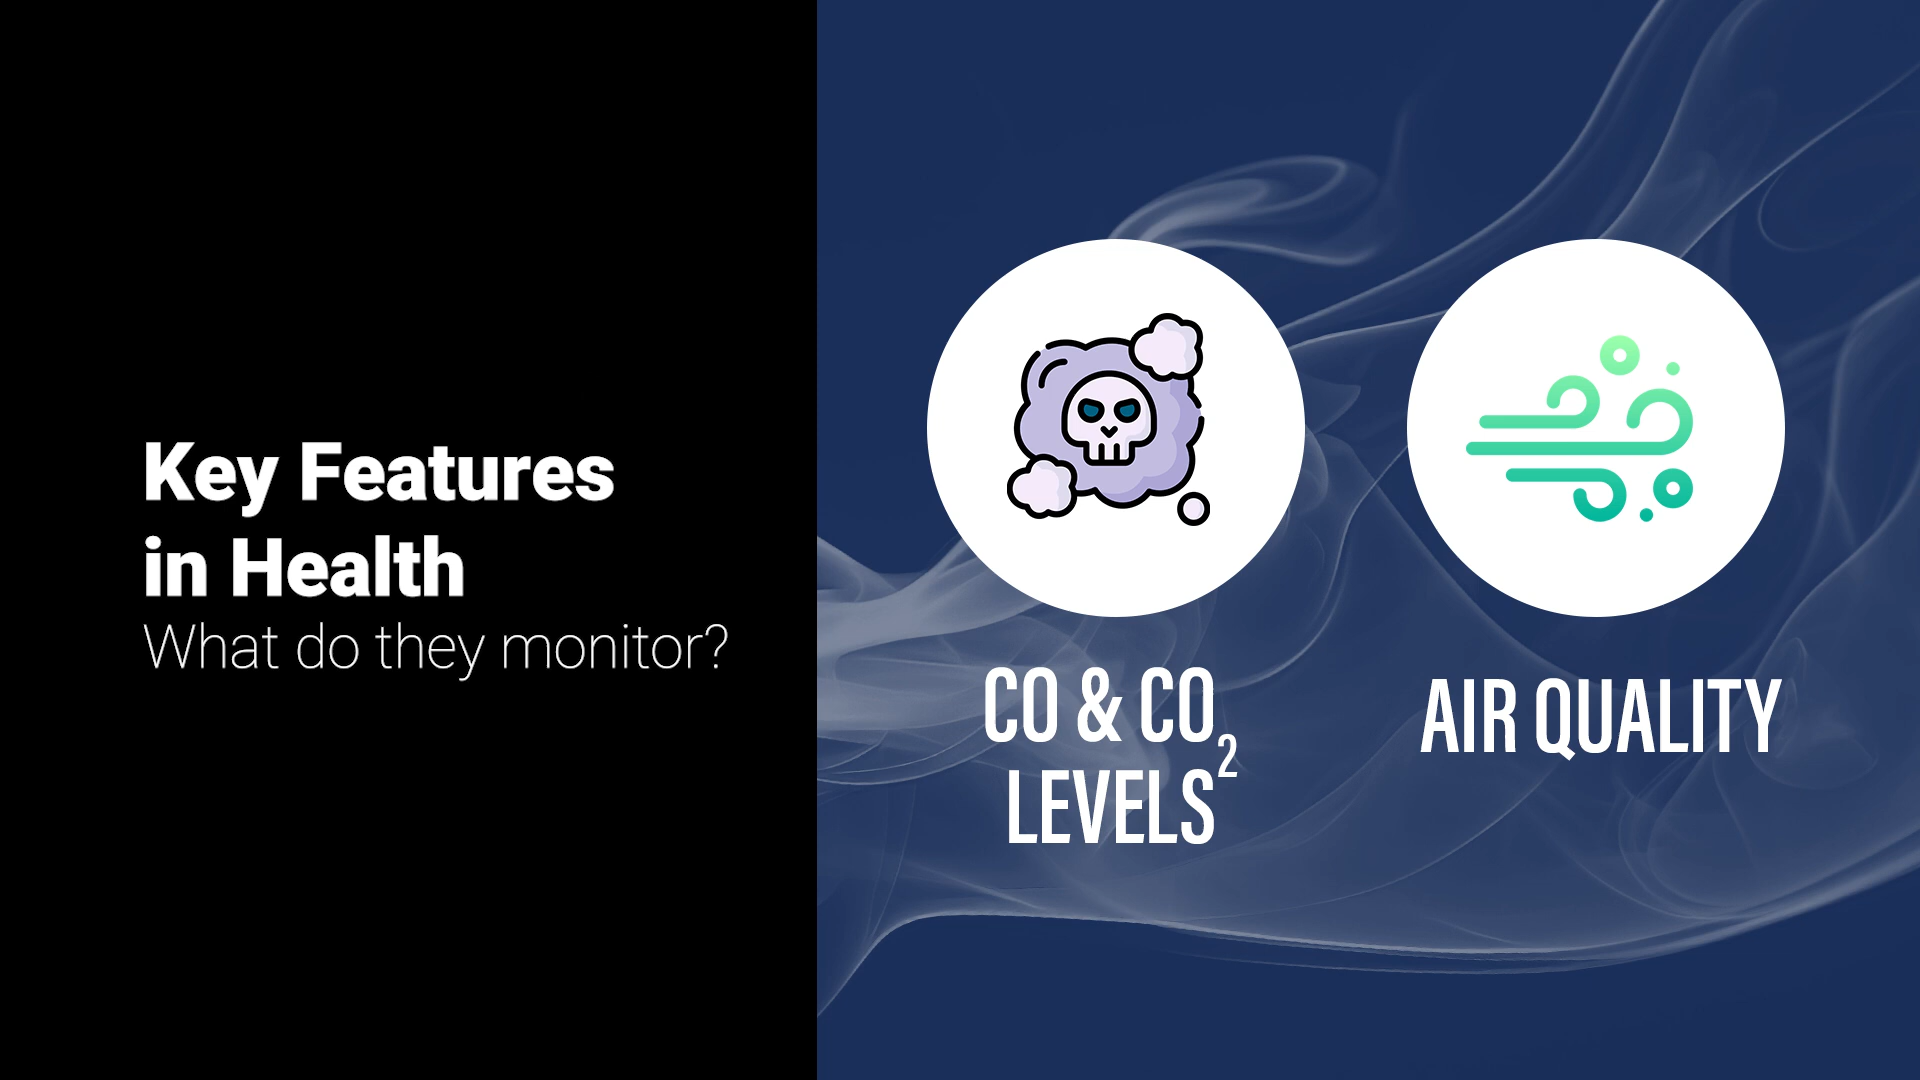 Key Features
in Health
What do they monitor?
CO & CO₂
LEVELS
AIR QUALITY